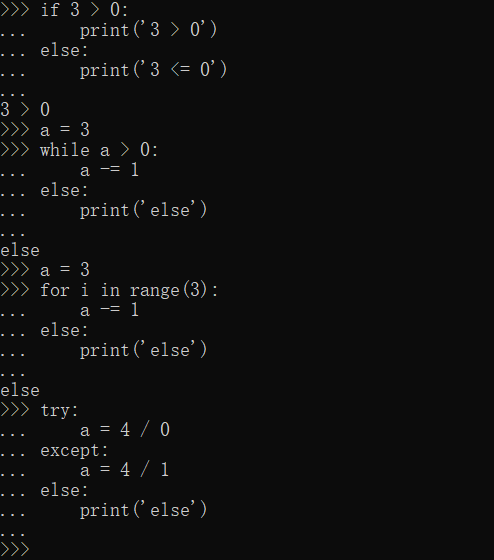 >>> if 3 > 0:
...     print('3 > 0')
... else:
...     print('3 <= 0')
...
3 > 0
>>> a = 3
>>> while a > 0:
...     a -= 1
... else:
...     print('else')
...
else
>>> a = 3
>>> for i in range(3):
...     a -= 1
... else:
...     print('else')
...
else
>>> try:
...     a = 4 / 0
... except:
...     a = 4 / 1
... else:
...     print('else')
...
>>>